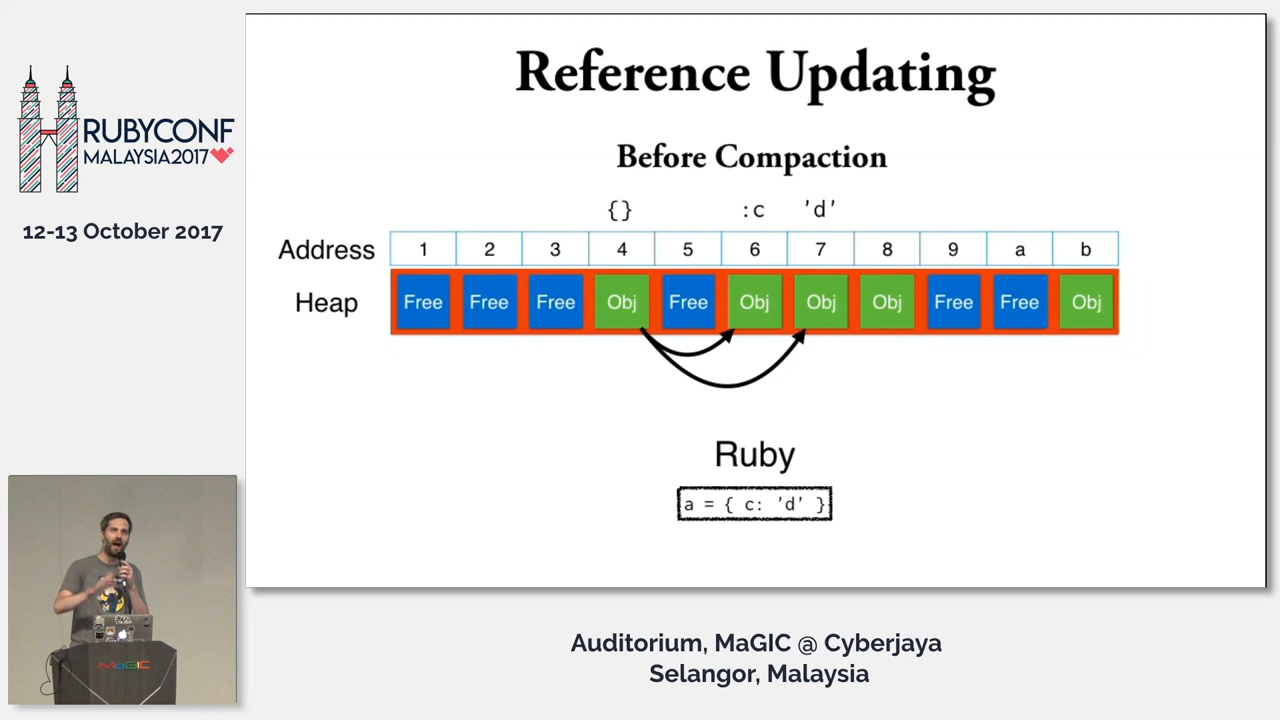 RUBYCONF
MALAYSIA2017
12-13 October 2017
Reference Updating
Before Compaction
{} :c 'd'
Address 1 2 3 4 5 6 7 8 9 a b
Heap Free Free Free Obj Free Obj Obj Obj Free Free Obj
Ruby
a = { c: 'd' }
MaGIC
Auditorium, MaGIC @ Cyberjaya
Selangor, Malaysia